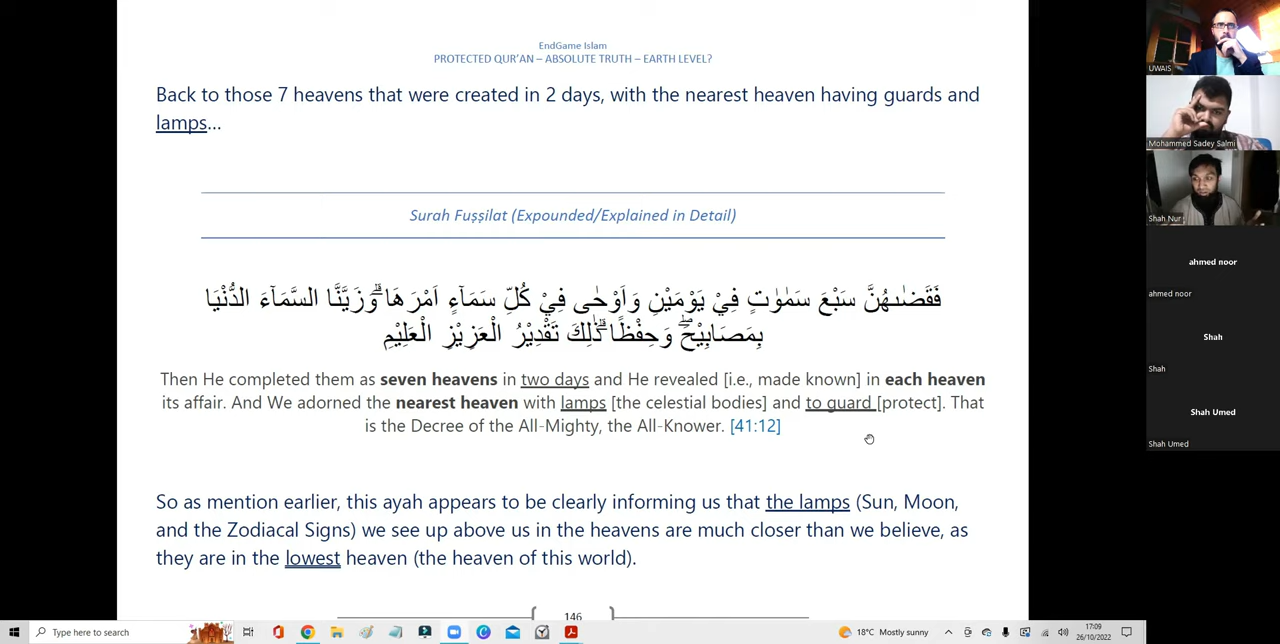 EndGame Islam
PROTECTED QUR'AN – ABSOLUTE TRUTH – EARTH LEVEL?
Back to those 7 heavens that were created in 2 days, with the nearest heaven having guards and
lamps...
Surah Fuṣṣilat (Expounded/Explained in Detail)
فَقَضٰىهُنَّ سَبْعَ سَمٰوٰتٍ فِيْ يَوْمَيْنِ وَاَوْحٰى فِيْ كُلِّ سَمَآءٍ اَمْرَهَا ۗوَزَيَّنَّا السَّمَآءَ الدُّنْيَا
بِمَصَابِيْحَۖ وَحِفْظًا ۗذٰلِكَ تَقْدِيْرُ الْعَزِيْزِ الْعَلِيْمِ
Then He completed them as seven heavens in two days and He revealed [i.e., made known] in each heaven
its affair. And We adorned the nearest heaven with lamps [the celestial bodies] and to guard [protect]. That
is the Decree of the All-Mighty, the All-Knower. [41:12]
So as mention earlier, this ayah appears to be clearly informing us that the lamps (Sun, Moon,
and the Zodiacal Signs) we see up above us in the heavens are much closer than we believe, as
they are in the lowest heaven (the heaven of this world).
146
UWAIS
Mohammed Sadey Salmi
Shah Nur
ahmed noor
ahmed noor
Shah
Shah
Shah Umed
Shah Umed
Type here to search
18°C Mostly sunny
17:09
26/10/2022